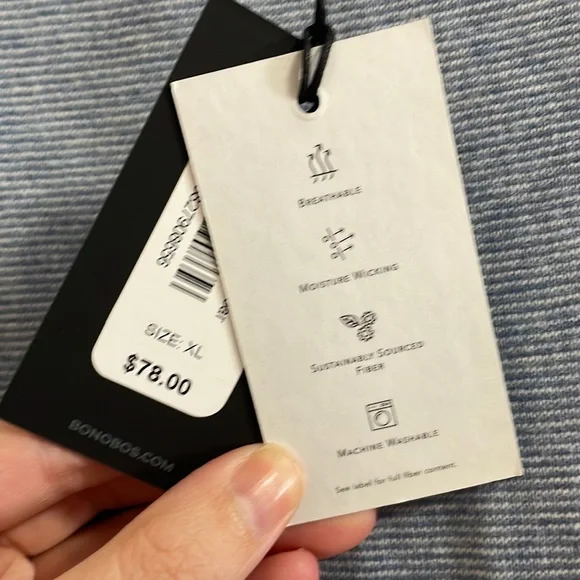 BREATHABLE
MOISTURE WICKING
SUSTAINABLY SOURCED
FIBER
MACHINE WASHABLE
See label for full fiber content.
SIZE: XL
$78.00
BONOBOS.COM